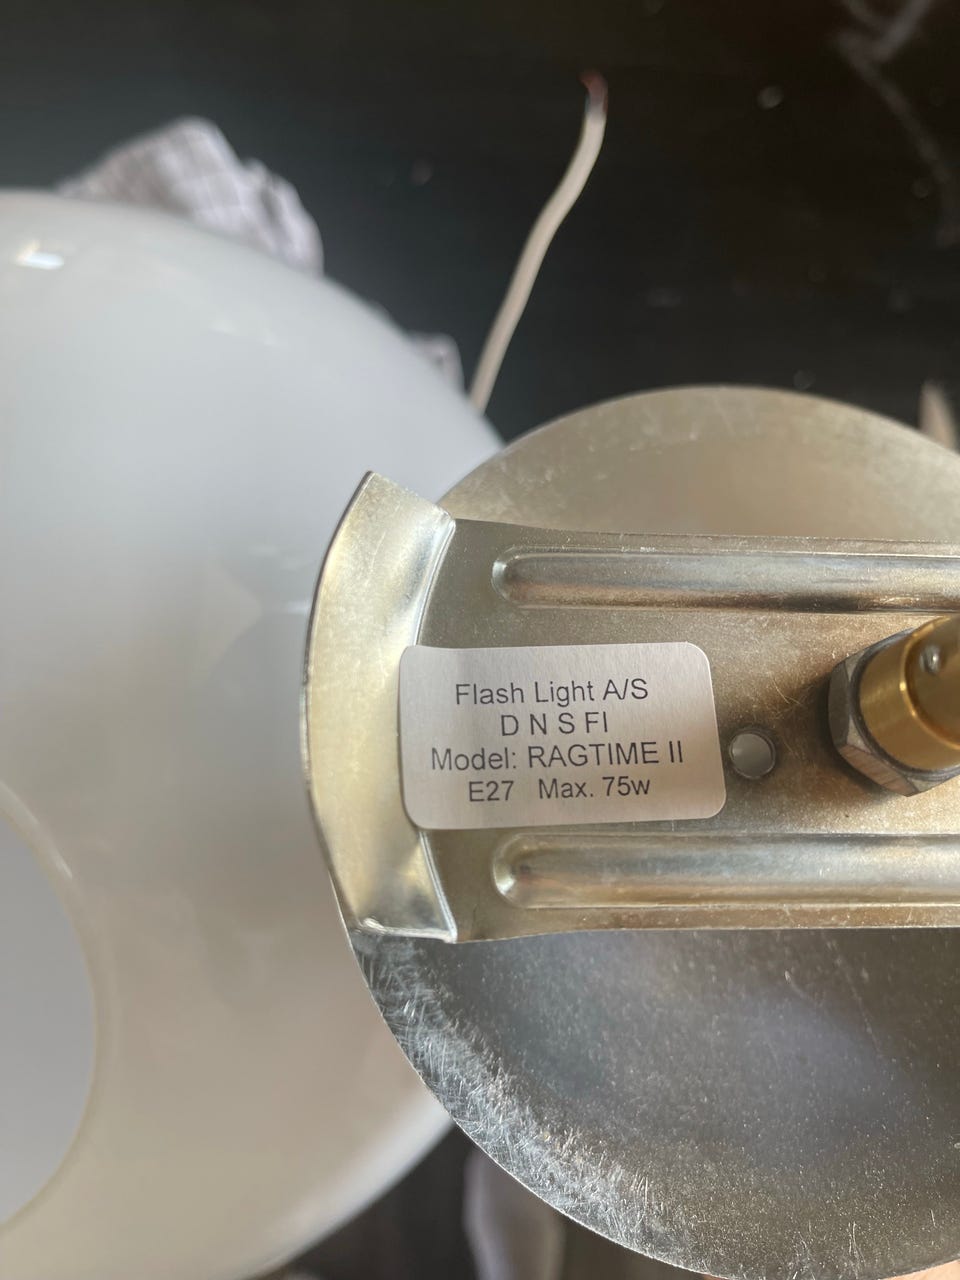 Flash Light A/S
D N S FI
Model: RAGTIME II
E27 Max. 75w